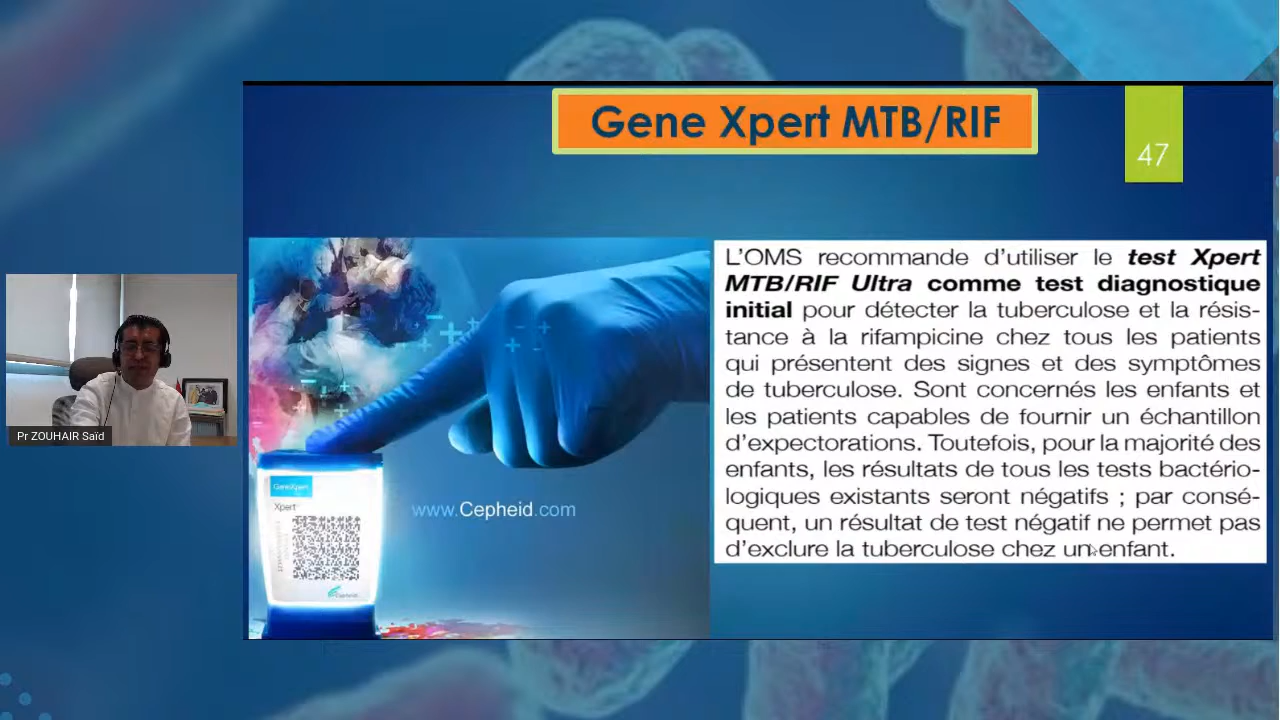 Gene Xpert MTB/RIF
47
L'OMS recommande d'utiliser le test Xpert
MTB/RIF Ultra comme test diagnostique
initial pour détecter la tuberculose et la résis-
tance à la rifampicine chez tous les patients
qui présentent des signes et des symptômes
de tuberculose. Sont concernés les enfants et
les patients capables de fournir un échantillon
d'expectorations. Toutefois, pour la majorité des
enfants, les résultats de tous les tests bactério-
logiques existants seront négatifs ; par consé-
quent, un résultat de test négatif ne permet pas
d'exclure la tuberculose chez un enfant.
Pr ZOUHAIR Saïd
GeneXpert
Xpert
www.Cepheid.com
Cepheid